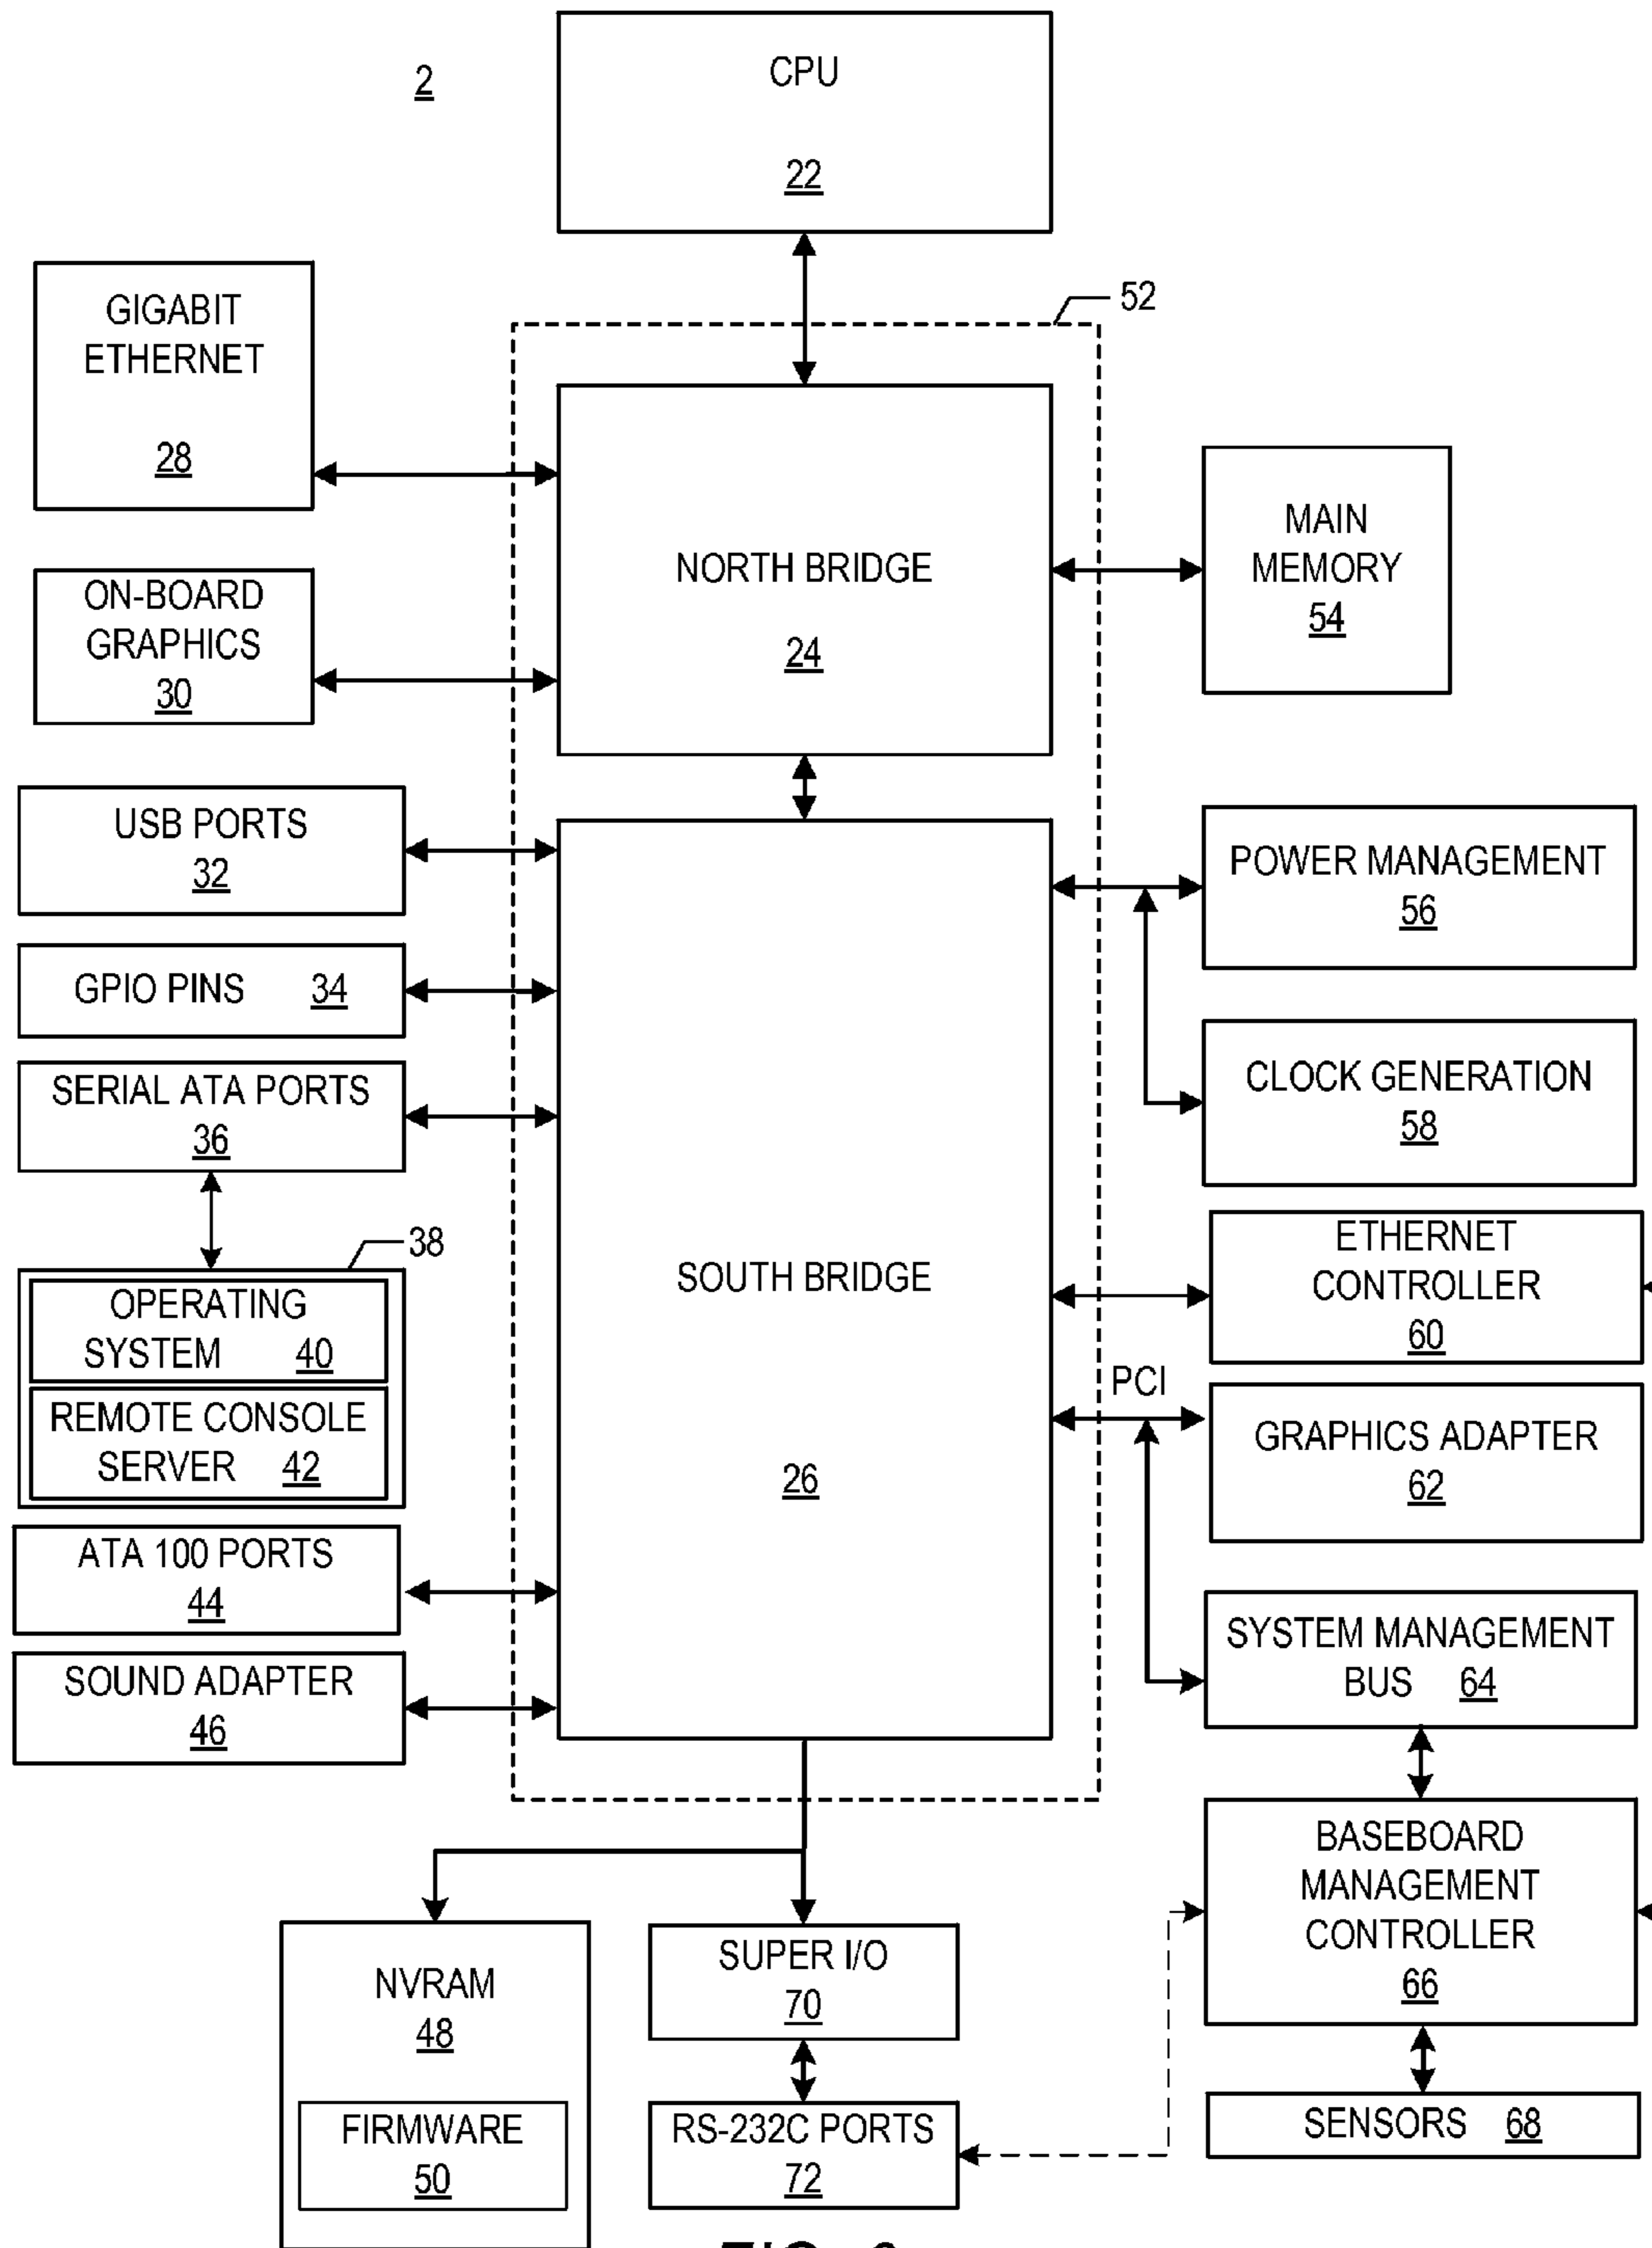 2
CPU
22
52
GIGABIT
ETHERNET
28
NORTH BRIDGE
24
MAIN
MEMORY
54
ON-BOARD
GRAPHICS
30
USB PORTS
32
POWER MANAGEMENT
56
GPIO PINS 34
SERIAL ATA PORTS
36
CLOCK GENERATION
58
38
OPERATING
SYSTEM 40
REMOTE CONSOLE
SERVER 42
SOUTH BRIDGE
26
ETHERNET
CONTROLLER
60
PCI
GRAPHICS ADAPTER
62
ATA 100 PORTS
44
SOUND ADAPTER
46
SYSTEM MANAGEMENT
BUS 64
BASEBOARD
MANAGEMENT
CONTROLLER
66
NVRAM
48
FIRMWARE
50
SUPER I/O
70
RS-232C PORTS
72
SENSORS 68